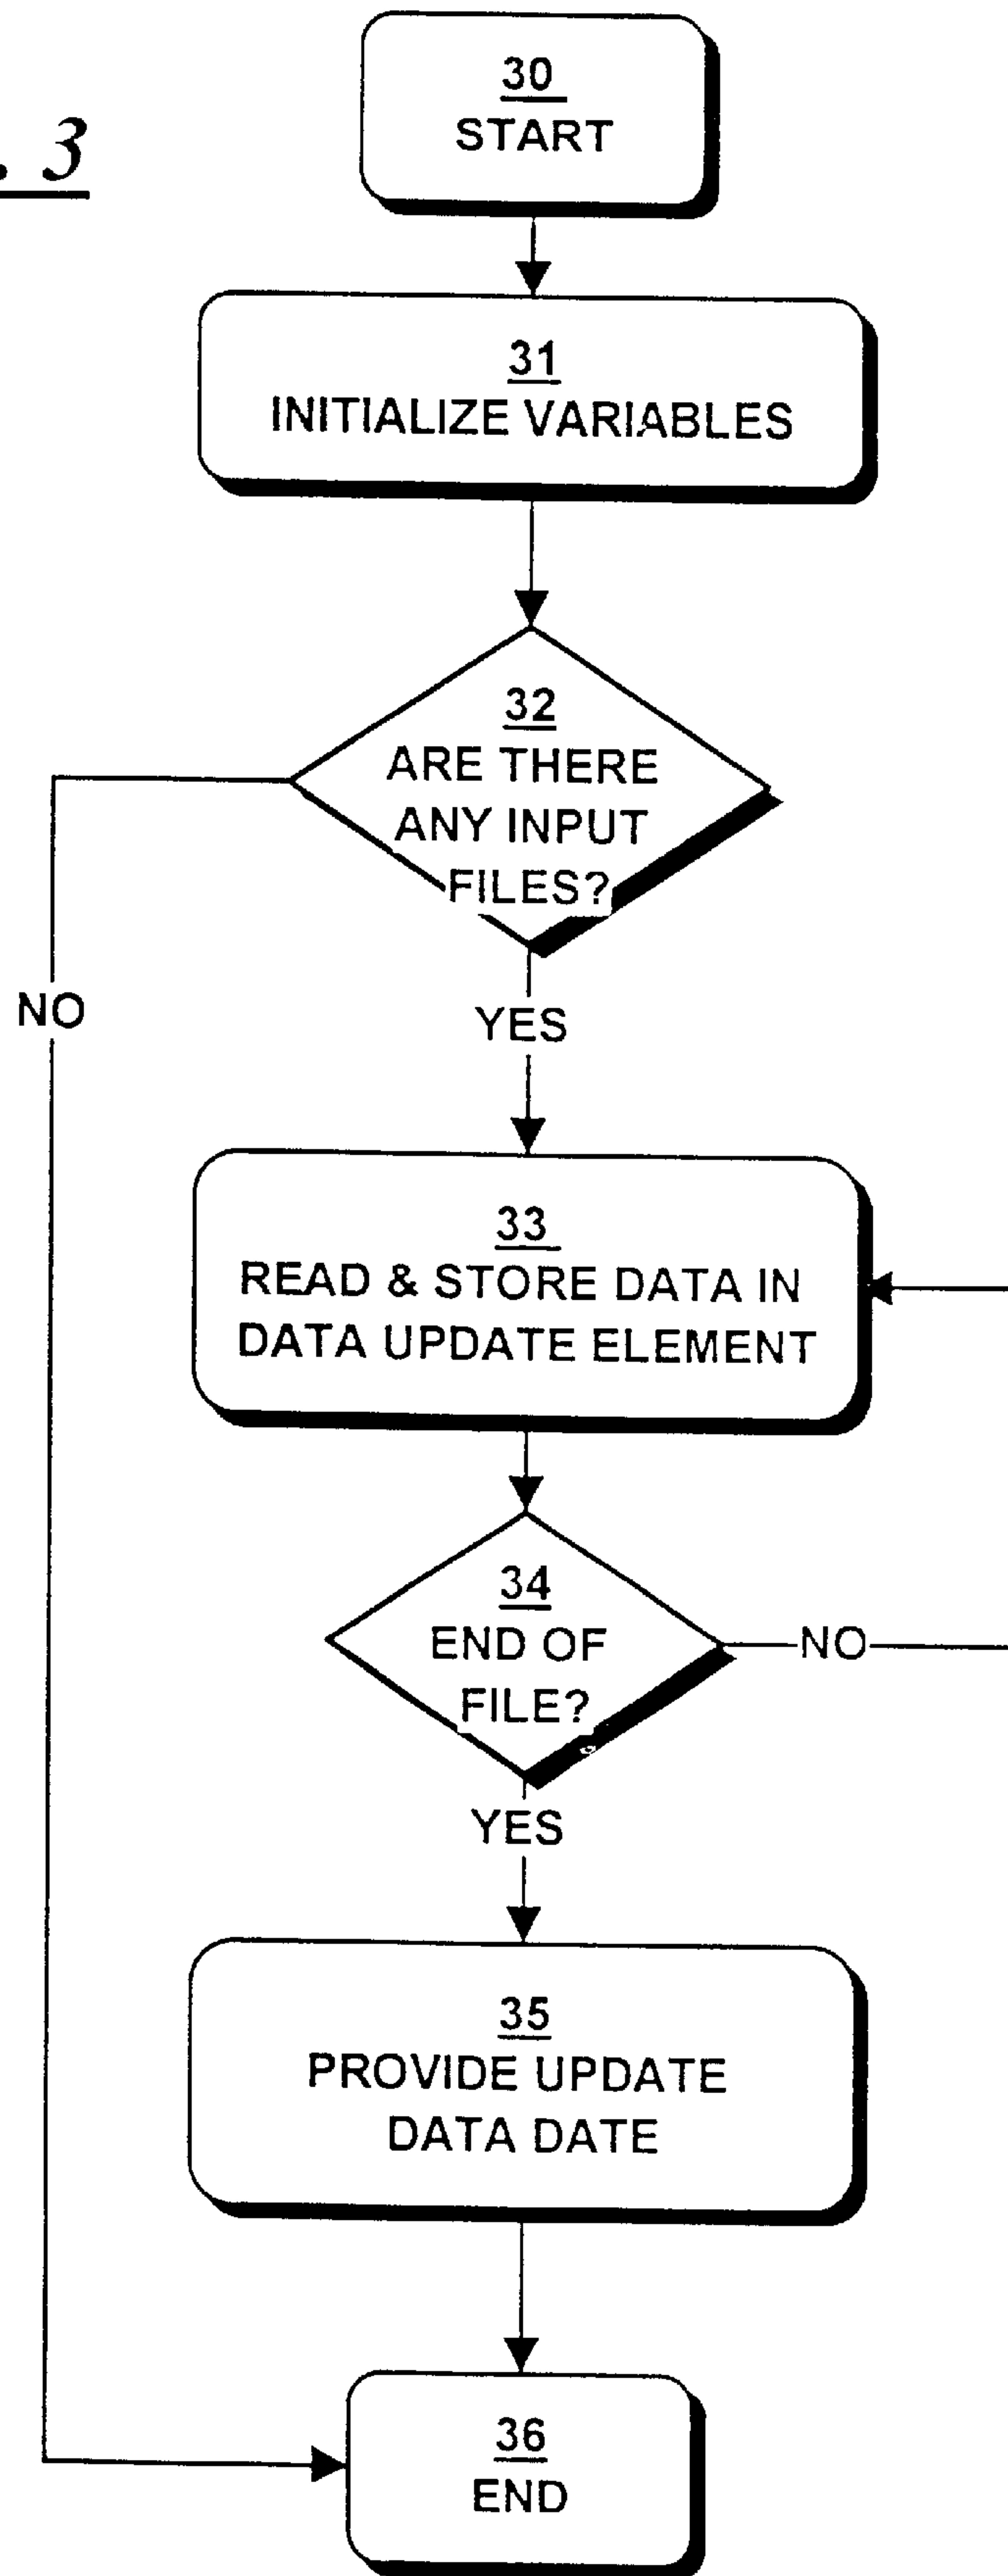 . 3
30
START
31
INITIALIZE VARIABLES
32
ARE THERE
ANY INPUT
FILES?
NO
YES
33
READ & STORE DATA IN
DATA UPDATE ELEMENT
34
END OF
FILE?
NO
YES
35
PROVIDE UPDATE
DATA DATE
36
END